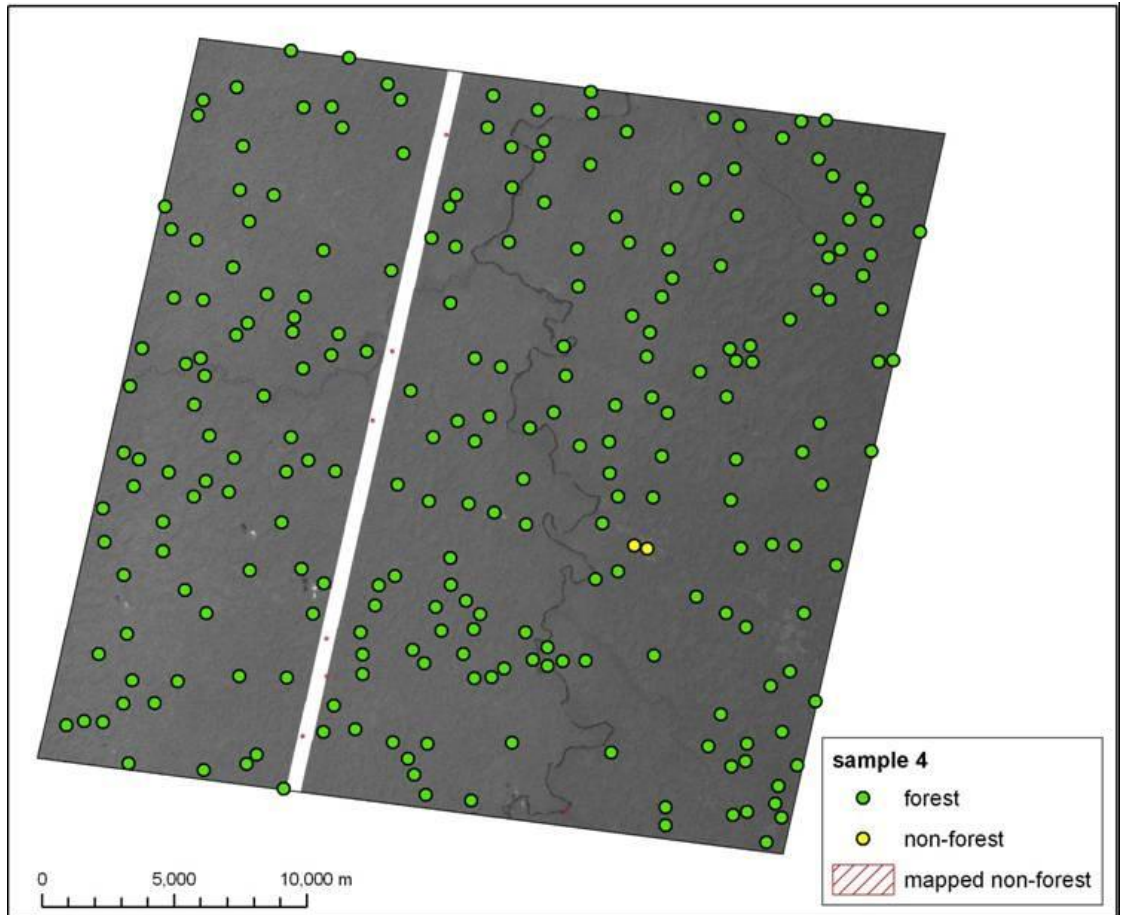 sample 4
forest
non-forest
mapped non-forest
0 5,000 10,000 m